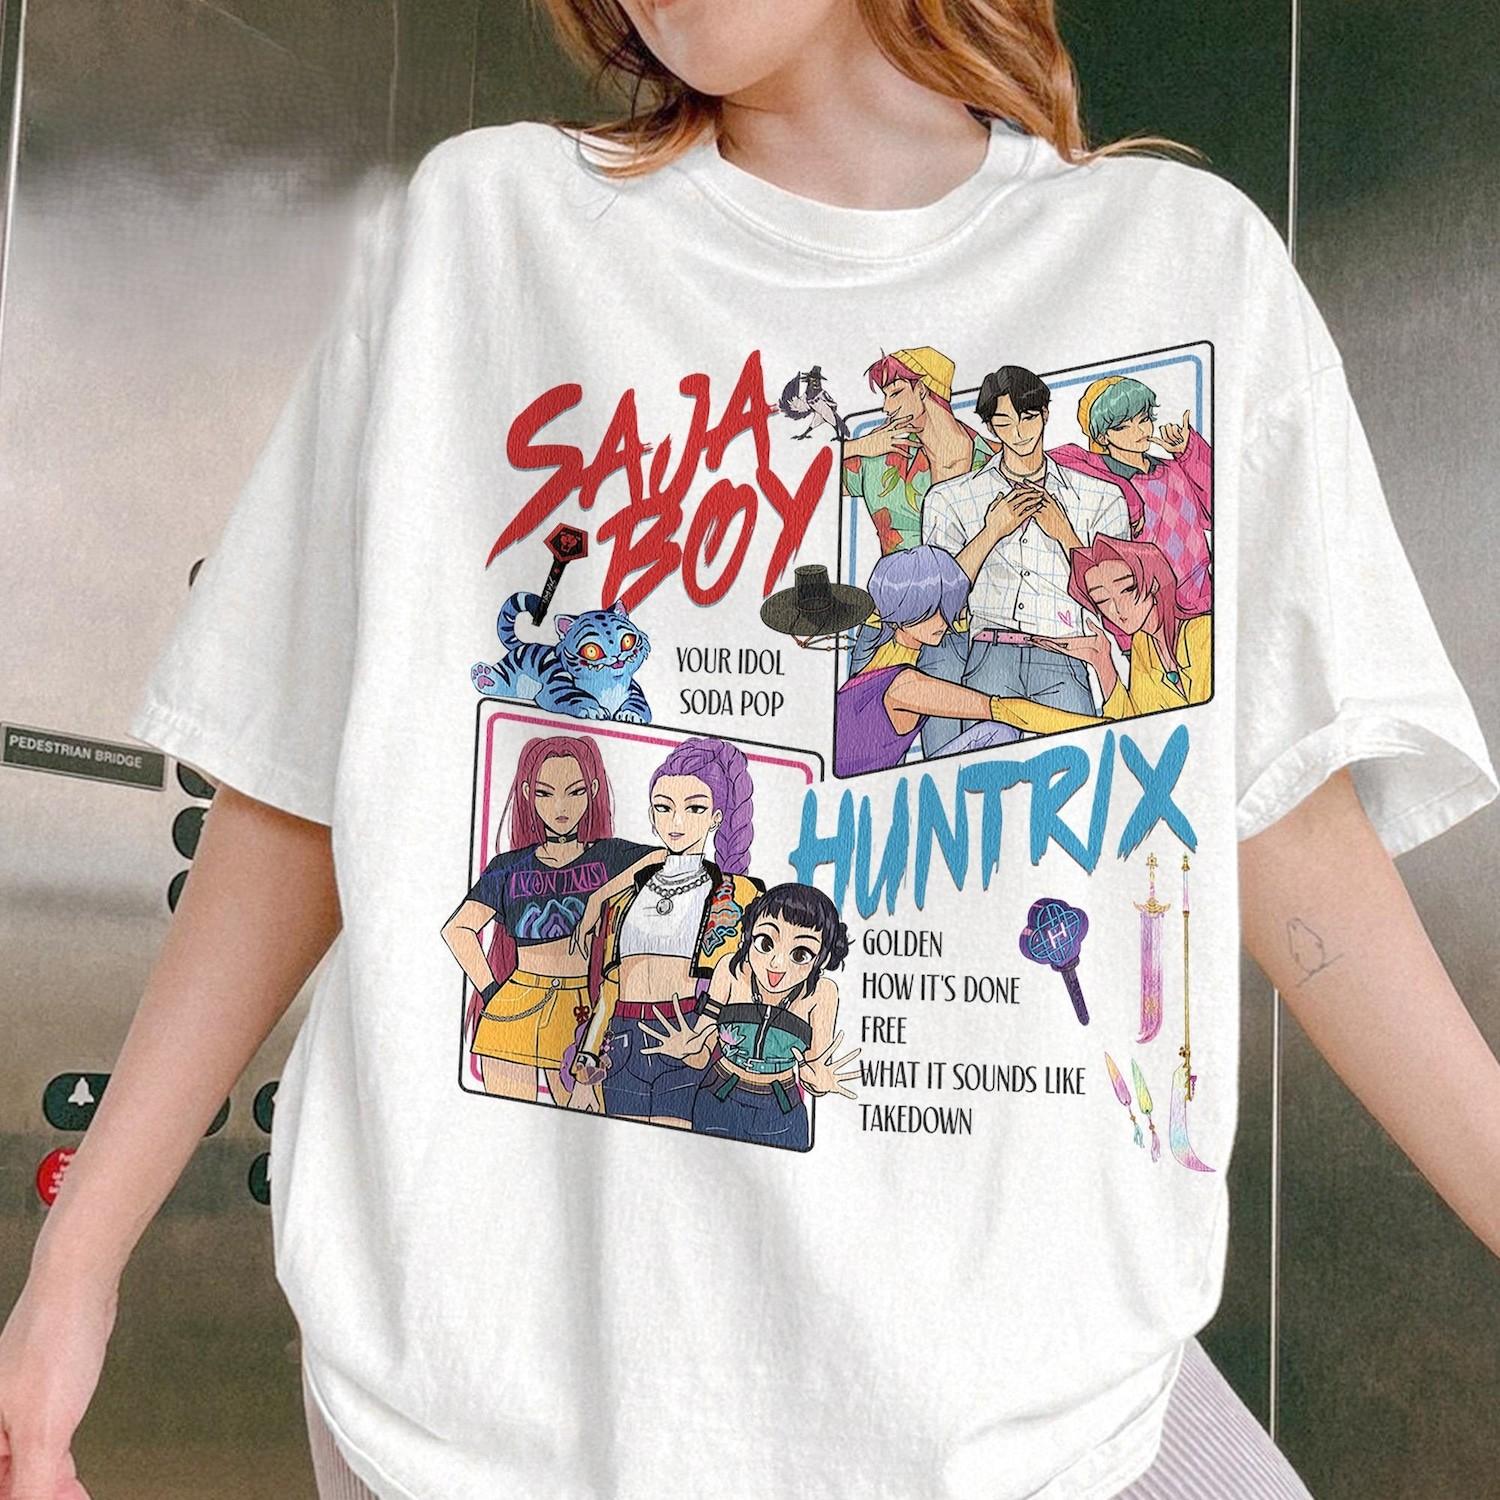 SAJA
BOY
YOUR IDOL
SODA POP
PEDESTRIAN BRIDGE
HUNTRIX
GOLDEN
HOW IT'S DONE
FREE
WHAT IT SOUNDS LIKE
TAKEDOWN
H